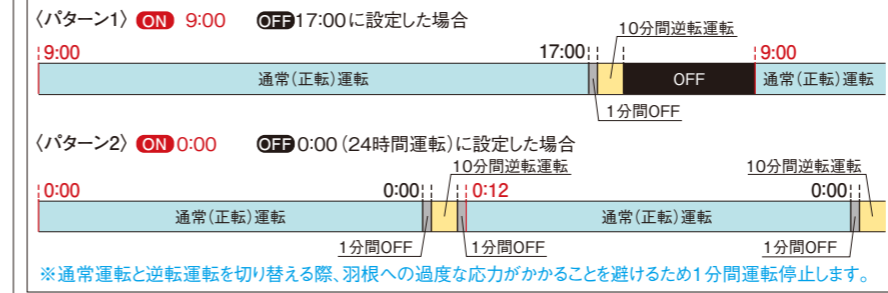 〈パターン1〉 ON 9:00 OFF 17:00に設定した場合
10分間逆転運転
9:00 17:00 9:00
通常(正転)運転 OFF 通常(正転)運転
1分間OFF
〈パターン2〉 ON 0:00 OFF 0:00(24時間運転)に設定した場合
10分間逆転運転 10分間逆転運転
0:00 0:00 0:12 0:00
通常(正転)運転 通常(正転)運転
1分間OFF 1分間OFF 1分間OFF
※通常運転と逆転運転を切り替える際、羽根への過度な応力がかかることを避けるため1分間運転停止します。